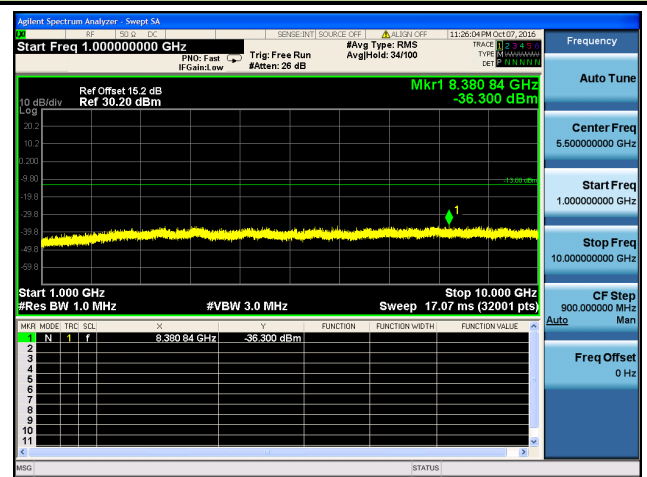 Agilent Spectrum Analyzer - Swept SA
RF 50 Ω DC SENSE:INT SOURCE OFF ALIGN OFF 11:26:04 PM Oct 07, 2016
Start Freq 1.000000000 GHz
#Avg Type: RMS
TRACE 1 2 3 4 5 6
PNO: Fast Trig: Free Run Avg|Hold: 34/100
TYPE M
IFGain:Low #Atten: 26 dB
DET P N N N N N
Frequency
Auto Tune
Mkr1 8.380 84 GHz
Ref Offset 15.2 dB
10 dB/div Ref 30.20 dBm
-36.300 dBm
Log
20.2
10.2
0.200
-9.80
-13.00 dBm
-19.8
-29.8
1
-39.8
-49.8
-59.8
Center Freq
5.500000000 GHz
Start Freq
1.000000000 GHz
Stop Freq
10.000000000 GHz
CF Step
900.000000 MHz
Auto Man
Freq Offset
0 Hz
Start 1.000 GHz Stop 10.000 GHz
#Res BW 1.0 MHz #VBW 3.0 MHz Sweep 17.07 ms (32001 pts)
MKR MODE TRC SCL X Y FUNCTION FUNCTION WIDTH FUNCTION VALUE
1 N 1 f 8.380 84 GHz -36.300 dBm
2
3
4
5
6
7
8
9
10
11
MSG STATUS